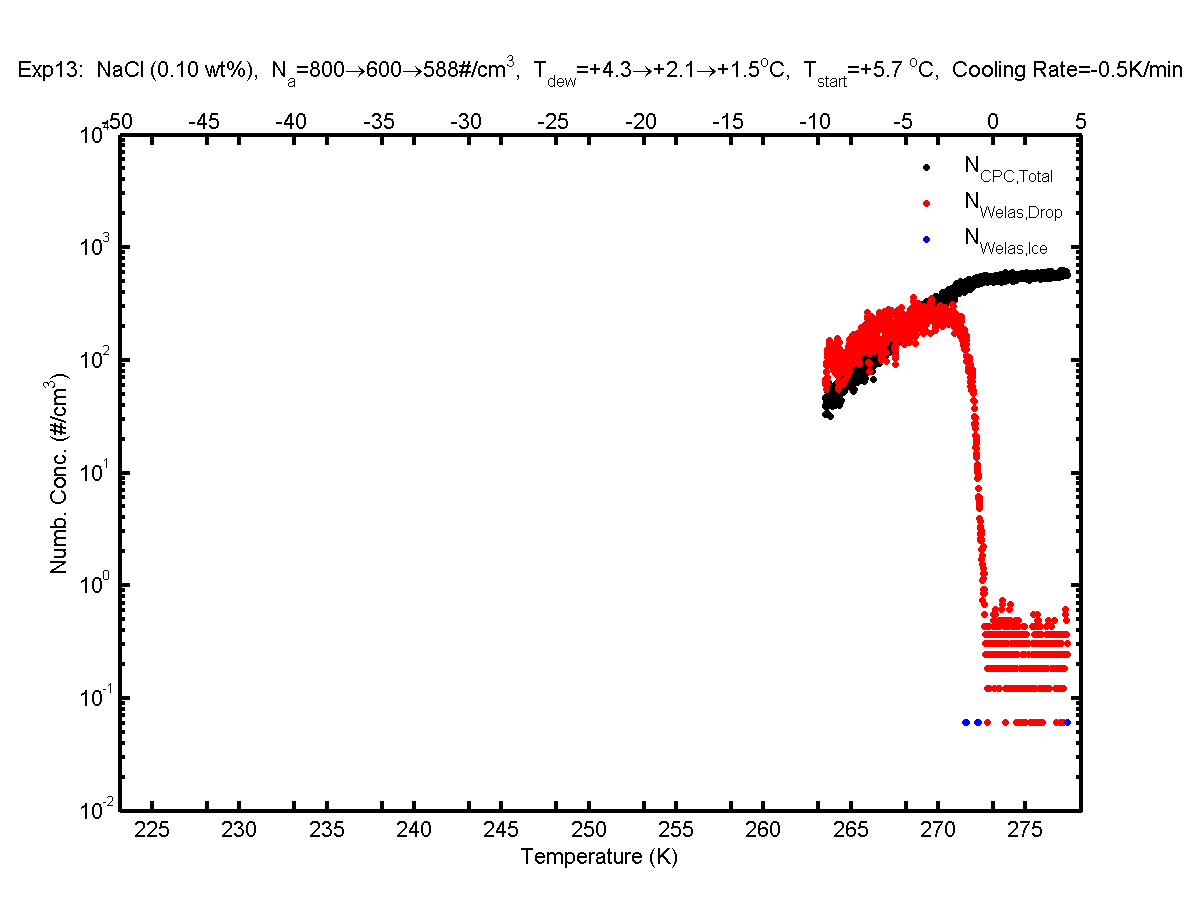 Exp13: NaCl (0.10 wt%), Na=800→600→588#/cm3, Tdew=+4.3→+2.1→+1.5oC, Tstart=+5.7 oC, Cooling Rate=-0.5K/min
-50 -45 -40 -35 -30 -25 -20 -15 -10 -5 0 5
104
NCPC,Total
NWelas,Drop
NWelas,Ice
103
102
101
100
10-1
10-2
Numb. Conc. (#/cm3)
225 230 235 240 245 250 255 260 265 270 275
Temperature (K)